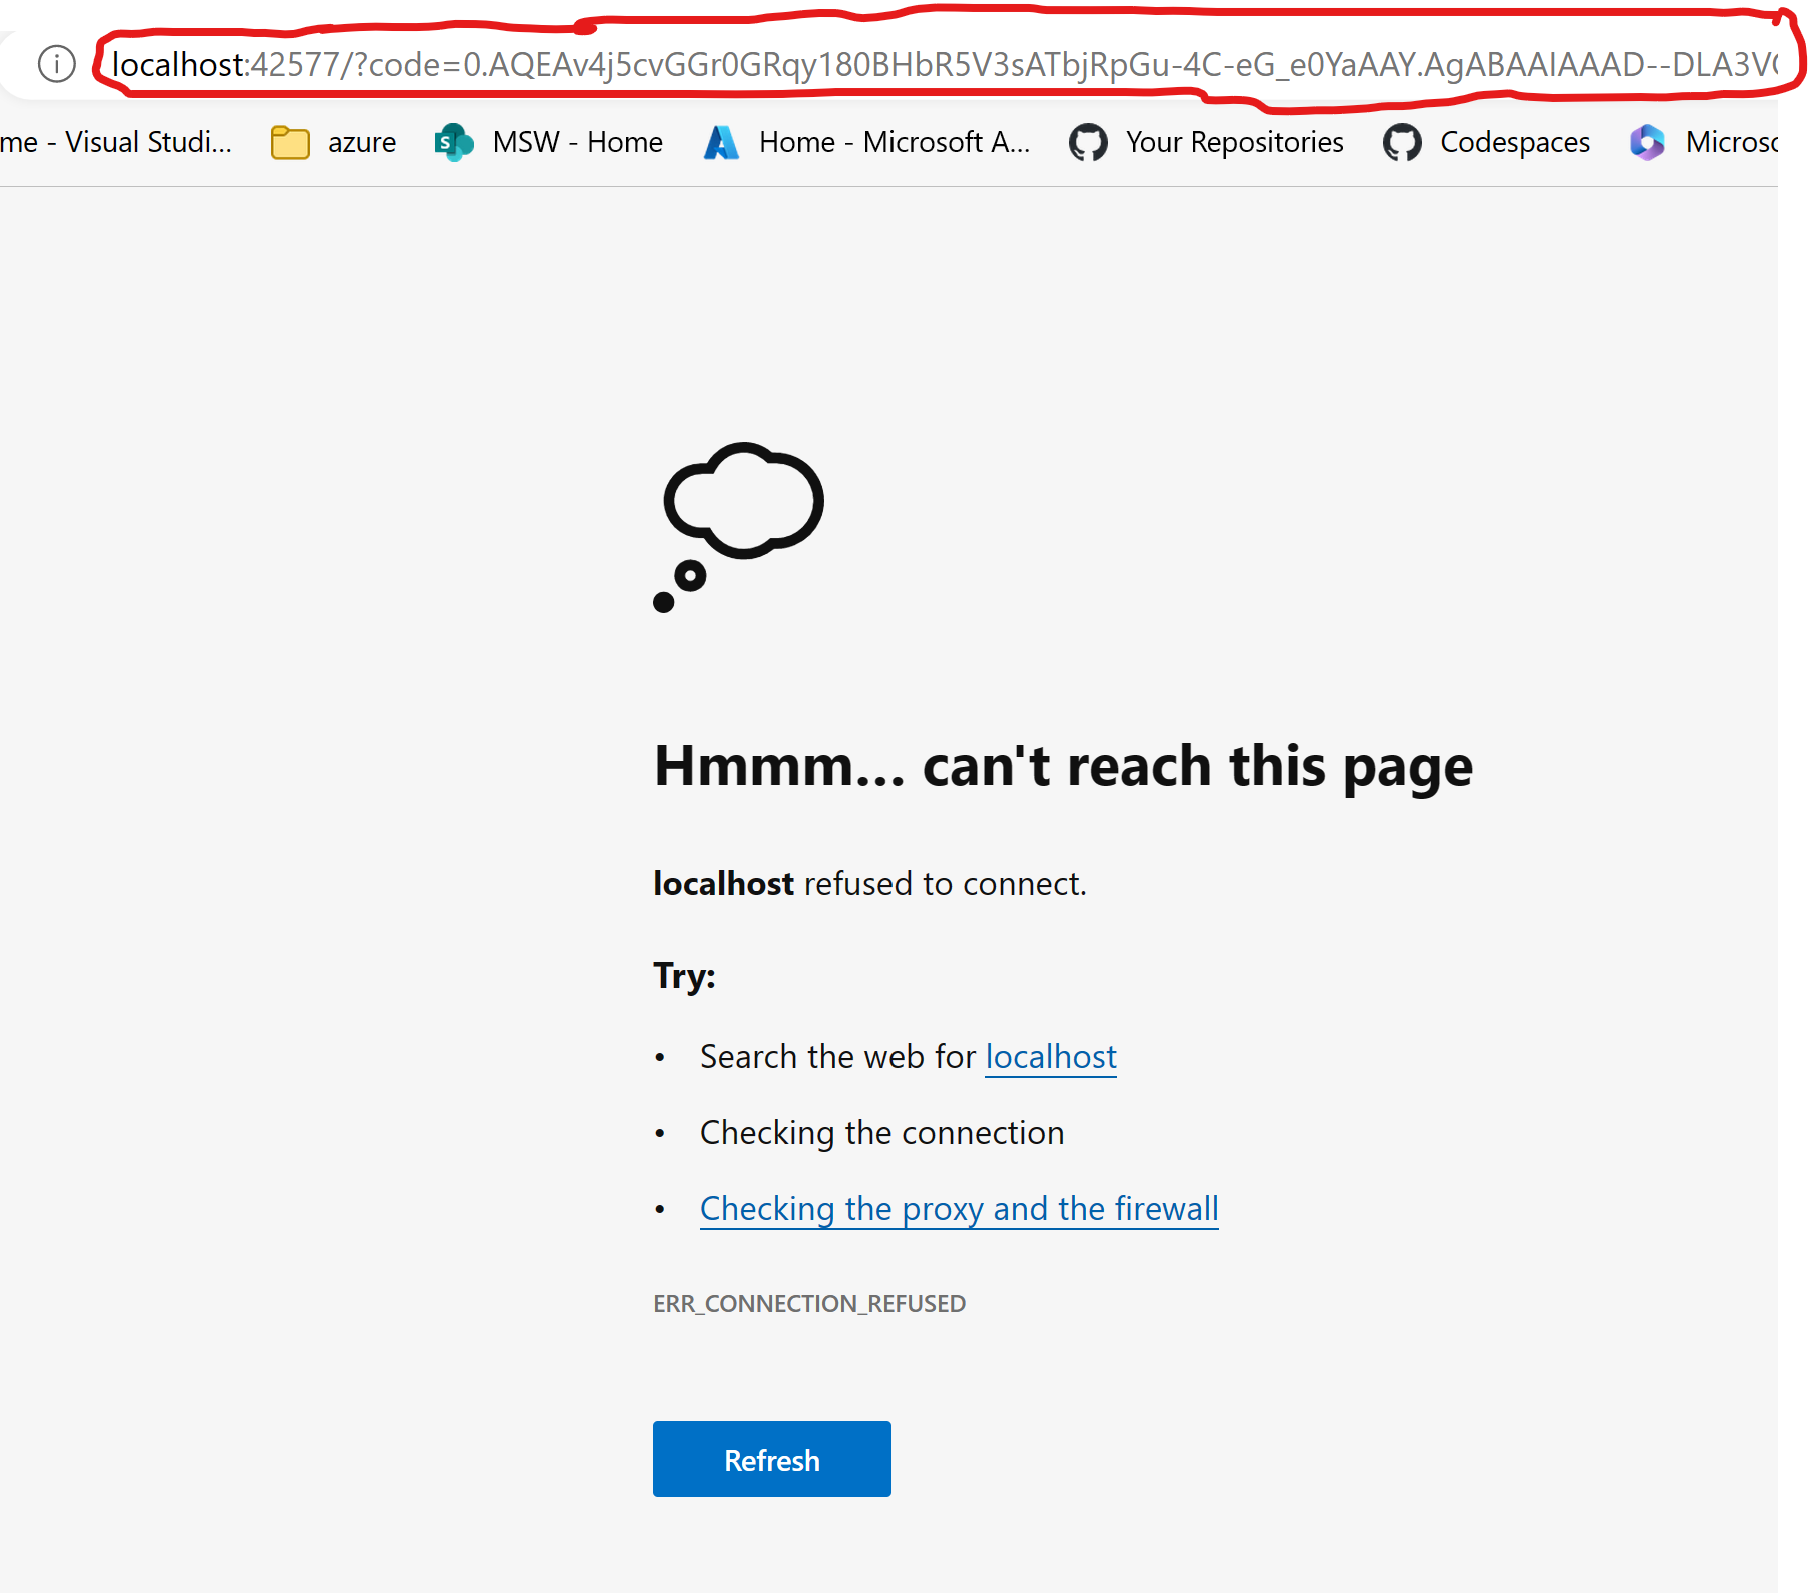 localhost:42577/?code=0.AQEAv4j5cvGGr0GRqy180BHbR5V3sATbjRpGu-4C-eG_e0YaAAY.AgABAAIAAAD--DLA3V
me - Visual Studi... azure MSW - Home Home - Microsoft A... Your Repositories Codespaces Microso
Hmmm... can't reach this page
localhost refused to connect.
Try:
• Search the web for localhost
• Checking the connection
• Checking the proxy and the firewall
ERR_CONNECTION_REFUSED
Refresh